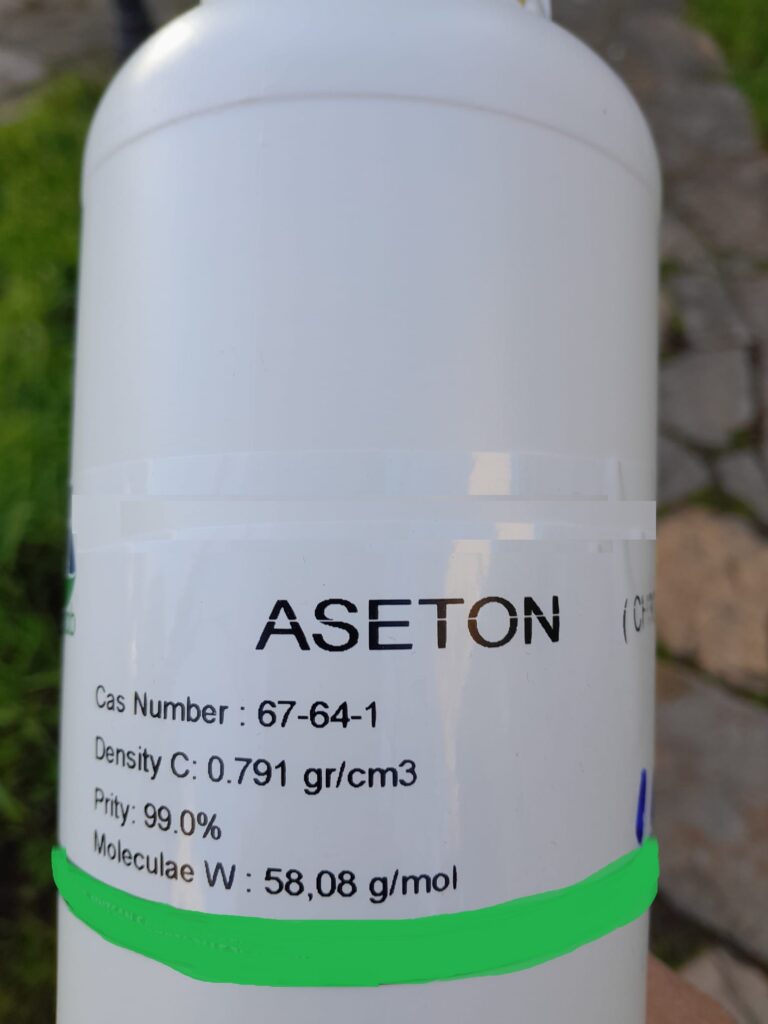 ASETON
Cas Number : 67-64-1
Density C: 0.791 gr/cm3
Prity: 99.0%
Moleculae W : 58,08 g/mol